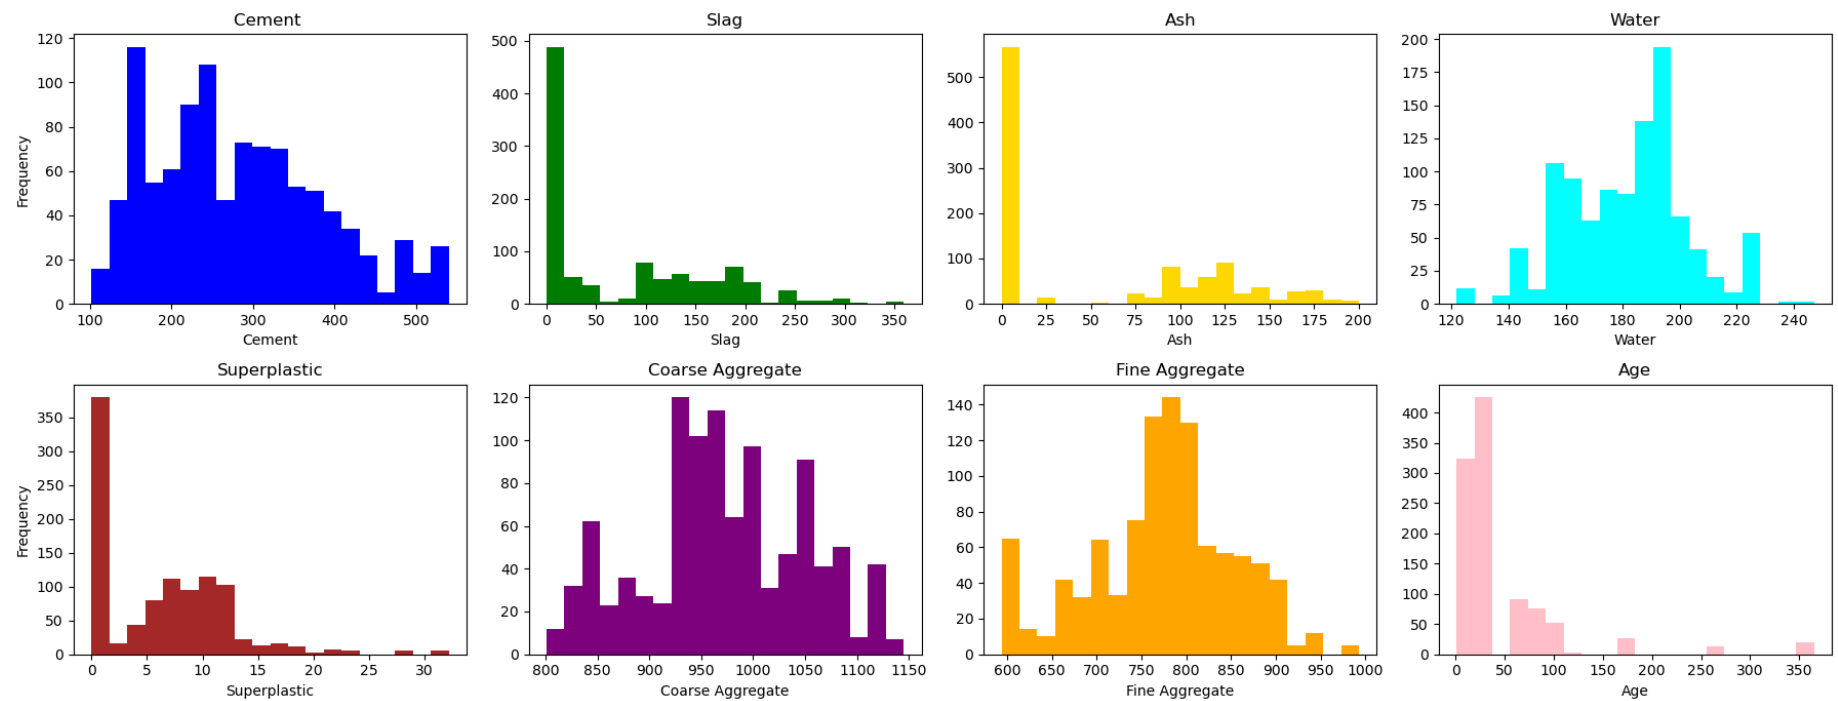 Cement
Slag
Ash
Water
120
100
80
60
40
20
0
Frequency
100 200 300 400 500
Cement
500
400
300
200
100
0
0 50 100 150 200 250 300 350
Slag
500
400
300
200
100
0
0 25 50 75 100 125 150 175 200
Ash
200
175
150
125
100
75
50
25
0
120 140 160 180 200 220 240
Water
Superplastic
Coarse Aggregate
Fine Aggregate
Age
350
300
250
200
150
100
50
0
Frequency
0 5 10 15 20 25 30
Superplastic
120
100
80
60
40
20
0
800 850 900 950 1000 1050 1100 1150
Coarse Aggregate
140
120
100
80
60
40
20
0
600 650 700 750 800 850 900 950 1000
Fine Aggregate
400
350
300
250
200
150
100
50
0
0 50 100 150 200 250 300 350
Age